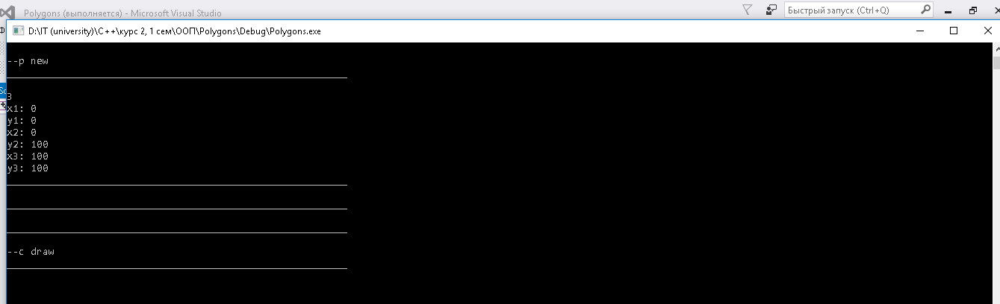 Polygons (выполняется) - Microsoft Visual Studio
Быстрый запуск (Ctrl+Q)
D:\IT (university)\C++\курс 2, 1 сем\ООП\Polygons\Debug\Polygons.exe
--p new
3
x1: 0
y1: 0
x2: 0
y2: 100
x3: 100
y3: 100
--c draw